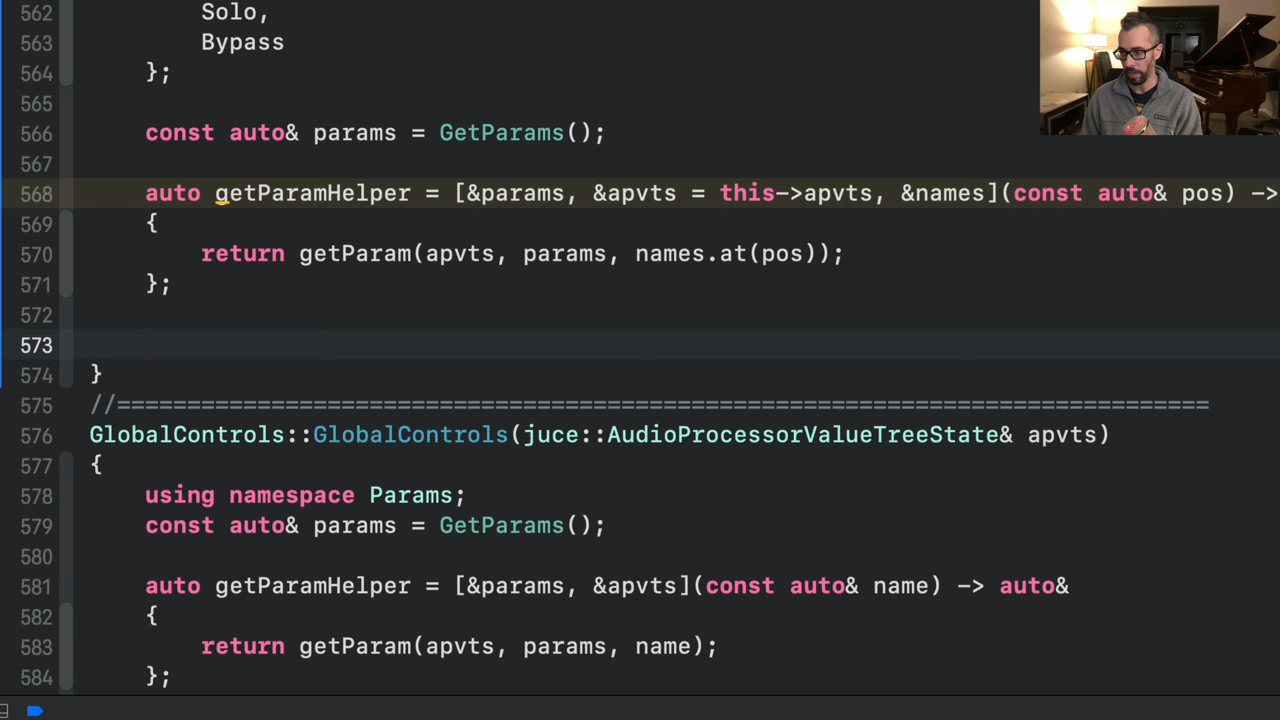 562 Solo,
563 Bypass
564 };
565
566 const auto& params = GetParams();
567
568 auto getParamHelper = [&params, &apvts = this->apvts, &names](const auto& pos) ->
569 {
570 return getParam(apvts, params, names.at(pos));
571 };
572
573
574 }
575 //==============================================================================
576 GlobalControls::GlobalControls(juce::AudioProcessorValueTreeState& apvts)
577 {
578 using namespace Params;
579 const auto& params = GetParams();
580
581 auto getParamHelper = [&params, &apvts](const auto& name) -> auto&
582 {
583 return getParam(apvts, params, name);
584 };